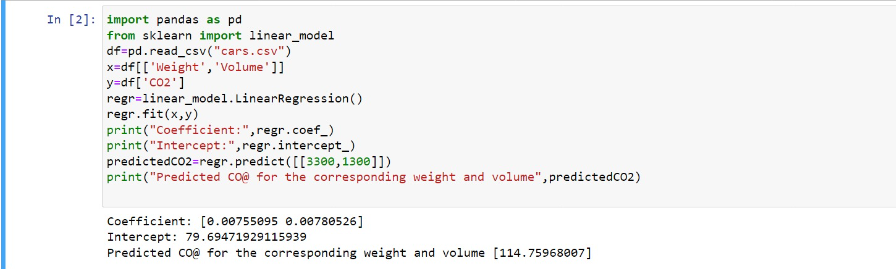 In [2]: import pandas as pd
from sklearn import linear_model
df=pd.read_csv("cars.csv")
x=df[['Weight','Volume']]
y=df['CO2']
regr=linear_model.LinearRegression()
regr.fit(x,y)
print("Coefficient:",regr.coef_)
print("Intercept:",regr.intercept_)
predictedCO2=regr.predict([[3300,1300]])
print("Predicted CO@ for the corresponding weight and volume",predictedCO2)
Coefficient: [0.00755095 0.00780526]
Intercept: 79.69471929115939
Predicted CO@ for the corresponding weight and volume [114.75968007]